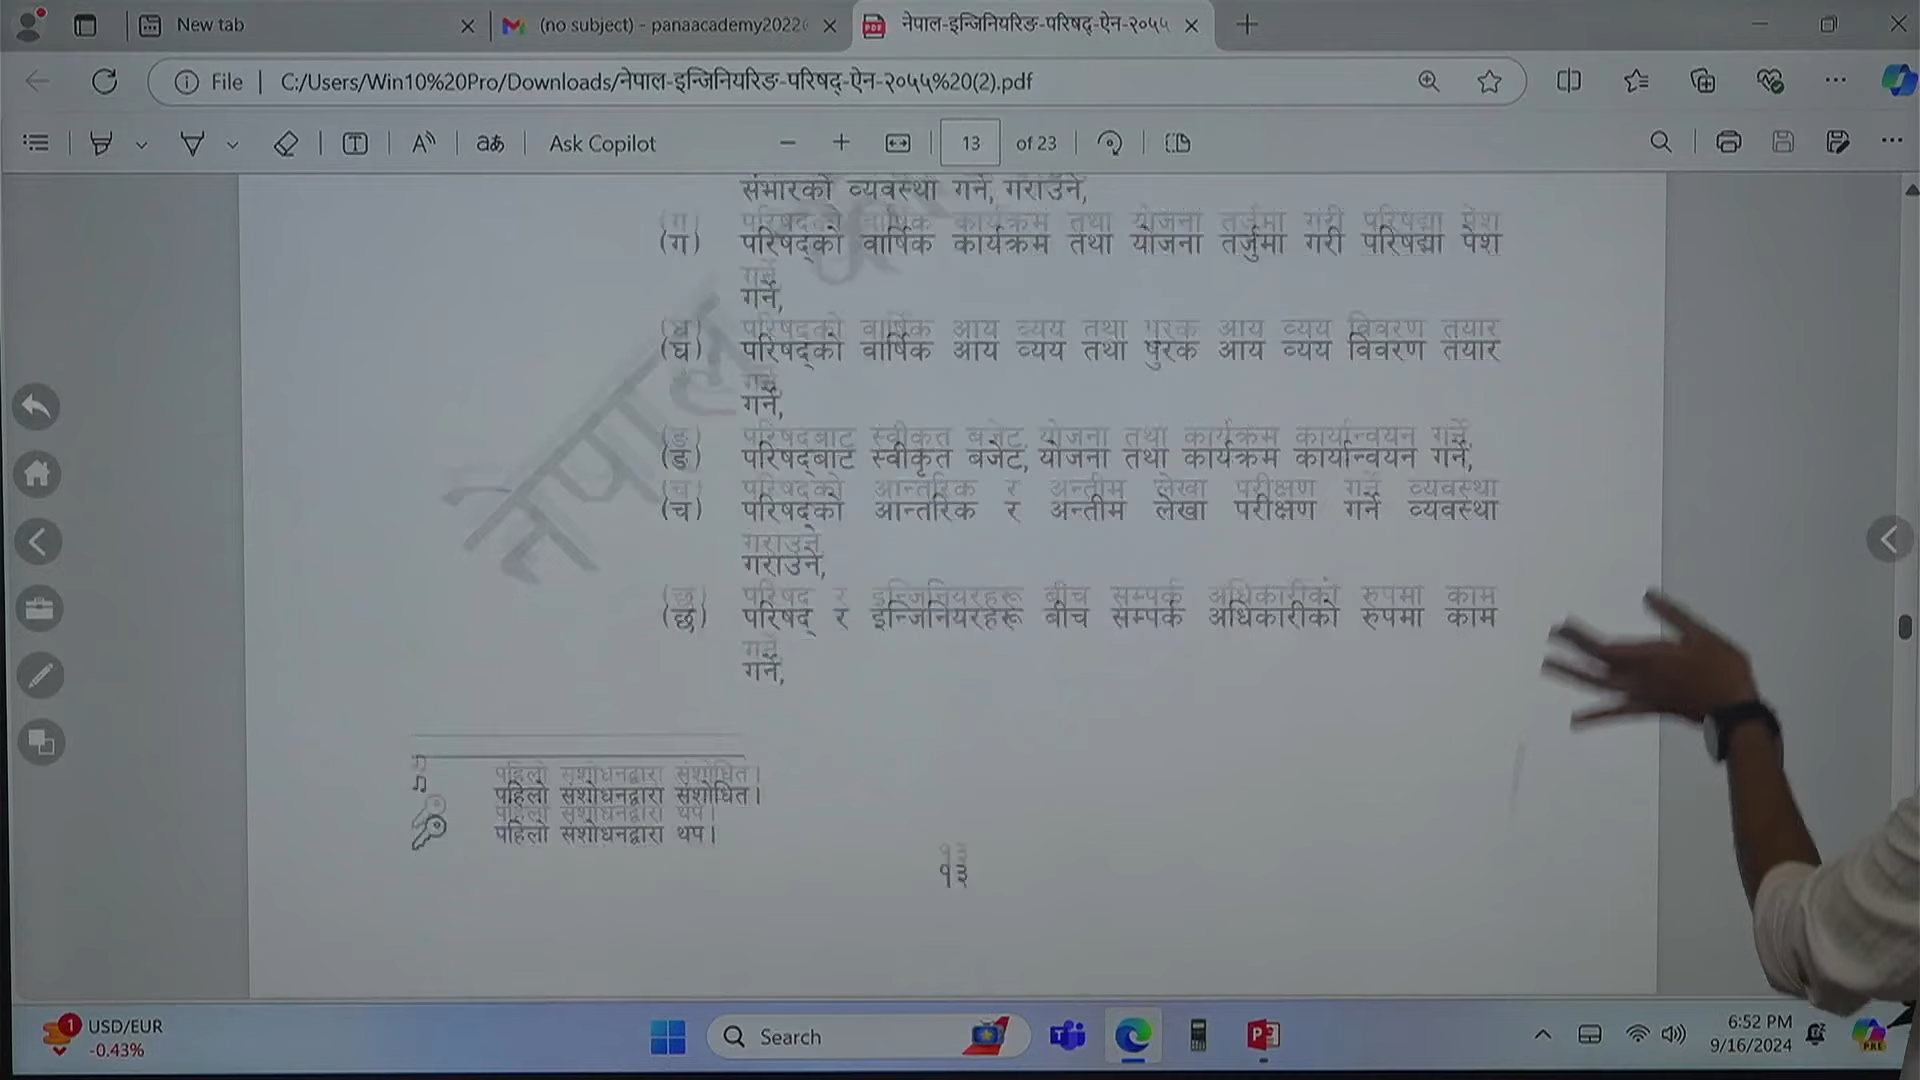 New tab
(no subject) - panaacademy2022
नेपाल-इन्जिनियरिङ-परिषद्-ऐन-२०५५
File C:/Users/Win10%20Pro/Downloads/नेपाल-इन्जिनियरिङ-परिषद्-ऐन-२०५५%20(2).pdf
Ask Copilot 13 of 23
संभारको व्यवस्था गर्ने, गराउने,
(ग) परिषद्को वार्षिक कार्यक्रम तथा योजना तर्जुमा गरी परिषद्मा पेश
गर्ने,
(घ) परिषद्को वार्षिक आय व्यय तथा पुरक आय व्यय विवरण तयार
गर्ने,
(ङ) परिषद्बाट स्वीकृत बजेट, योजना तथा कार्यक्रम कार्यान्वयन गर्ने,
(च) परिषद्को आन्तरिक र अन्तीम लेखा परीक्षण गर्ने व्यवस्था
गराउने,
(छ) परिषद् र इन्जिनियरहरू बीच सम्पर्क अधिकारीको रुपमा काम
गर्ने,
नेपाल
पहिलो संशोधनद्वारा संशोधित।
पहिलो संशोधनद्वारा थप।
१३
1 USD/EUR
-0.43%
Search
6:52 PM
9/16/2024